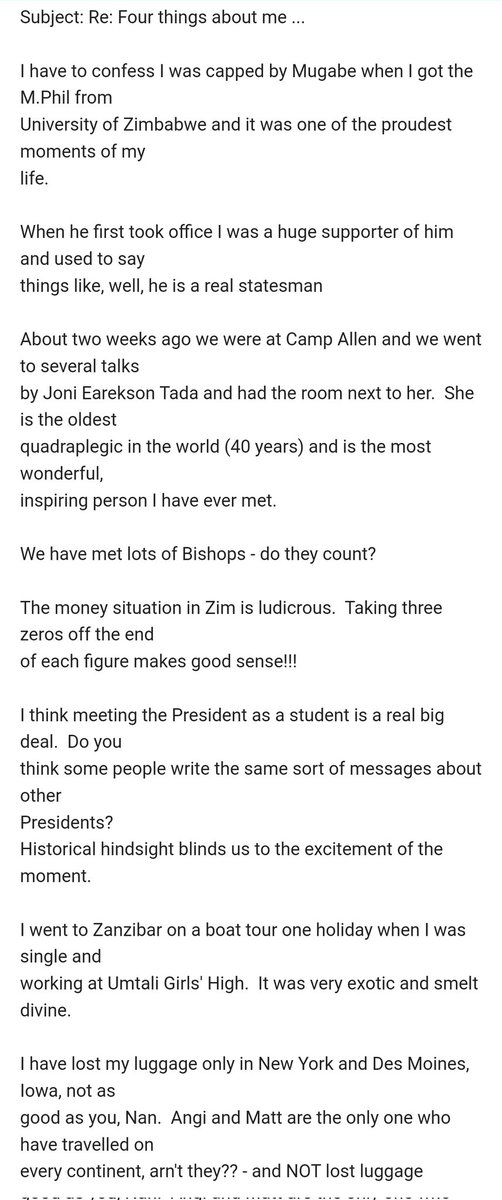 Subject: Re: Four things about me ...
I have to confess I was capped by Mugabe when I got the
M.Phil from
University of Zimbabwe and it was one of the proudest
moments of my
life.
When he first took office I was a huge supporter of him
and used to say
things like, well, he is a real statesman
About two weeks ago we were at Camp Allen and we went
to several talks
by Joni Earekson Tada and had the room next to her.  She
is the oldest
quadraplegic in the world (40 years) and is the most
wonderful,
inspiring person I have ever met.
We have met lots of Bishops - do they count?
The money situation in Zim is ludicrous.  Taking three
zeros off the end
of each figure makes good sense!!!
I think meeting the President as a student is a real big
deal.  Do you
think some people write the same sort of messages about
other
Presidents?
Historical hindsight blinds us to the excitement of the
moment.
I went to Zanzibar on a boat tour one holiday when I was
single and
working at Umtali Girls' High.  It was very exotic and smelt
divine.
I have lost my luggage only in New York and Des Moines,
Iowa, not as
good as you, Nan.  Angi and Matt are the only one who
have travelled on
every continent, arn't they?? - and NOT lost luggage